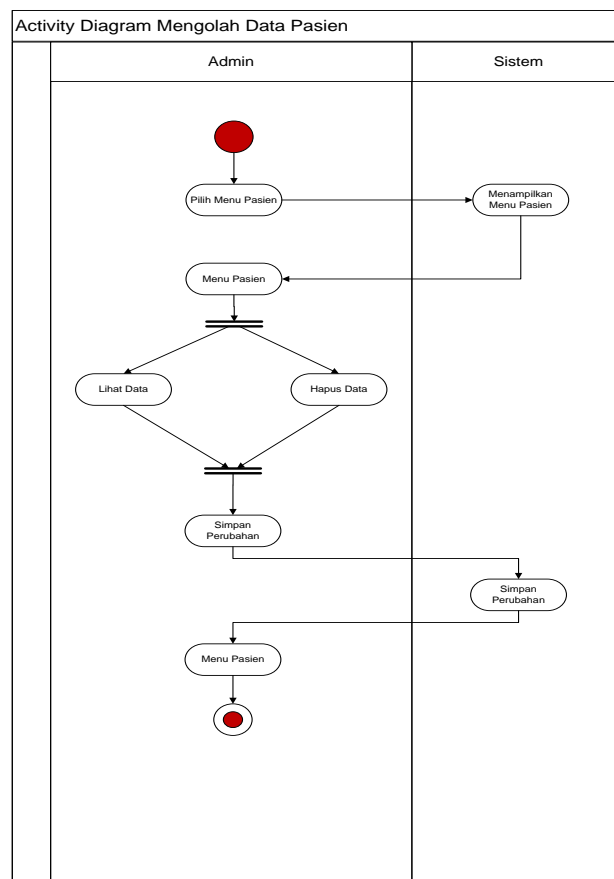 Activity Diagram Mengolah Data Pasien
Admin
Sistem
Pilih Menu Pasien
Menampilkan
Menu Pasien
Menu Pasien
Lihat Data
Hapus Data
Simpan
Perubahan
Simpan
Perubahan
Menu Pasien